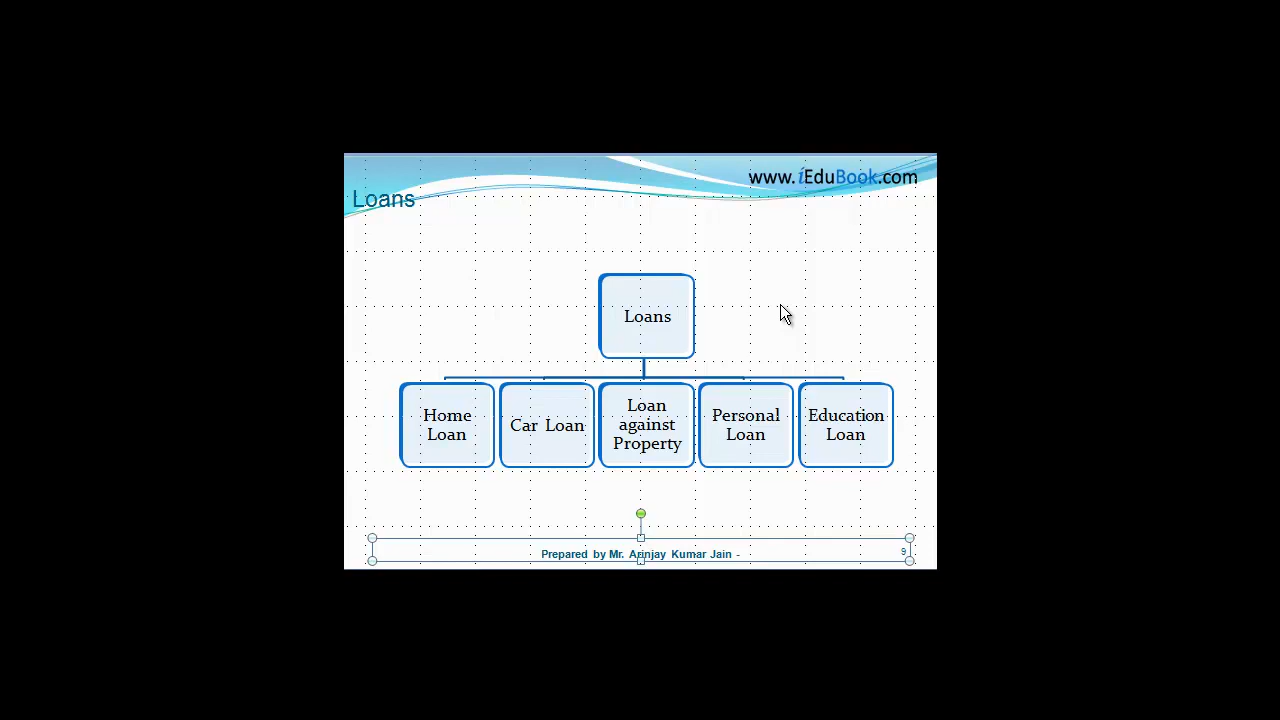 www.iEduBook.com
Loans
Loans
Home
Loan
Car Loan
Loan
against
Property
Personal
Loan
Education
Loan
Prepared by Mr. Arinjay Kumar Jain -
9